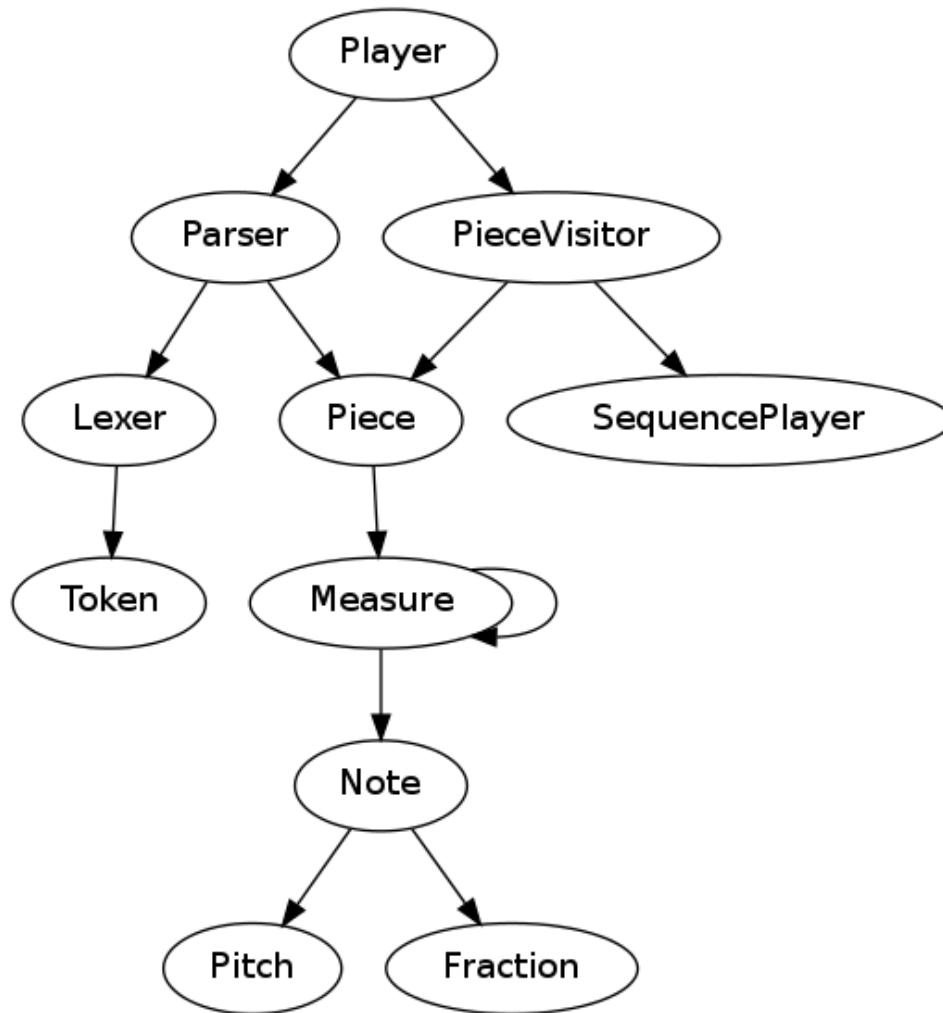 Player
Parser
PieceVisitor
Lexer
Piece
SequencePlayer
Token
Measure
Note
Pitch
Fraction